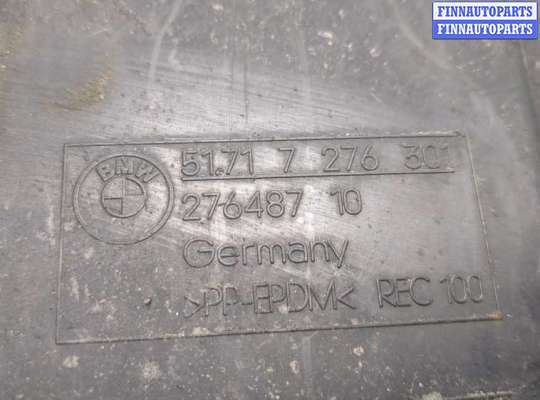 FINNAUTOPARTS
FINNAUTOPARTS
BMW
51.71 7 276 301
276487 10
Germany
>PP-EPDM< REC 100